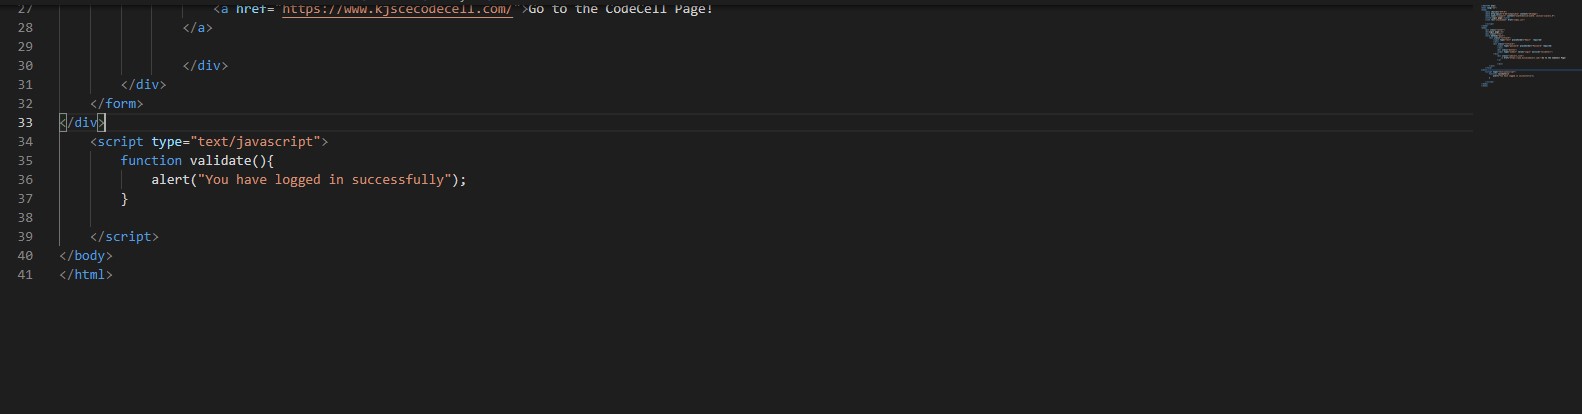 27 <a href="https://www.kjscecodecell.com/">Go to the CodeCell Page!
28 </a>
29
30 </div>
31 </div>
32 </form>
33 </div>
34 <script type="text/javascript">
35 function validate(){
36 alert("You have logged in successfully");
37 }
38
39 </script>
40 </body>
41 </html>